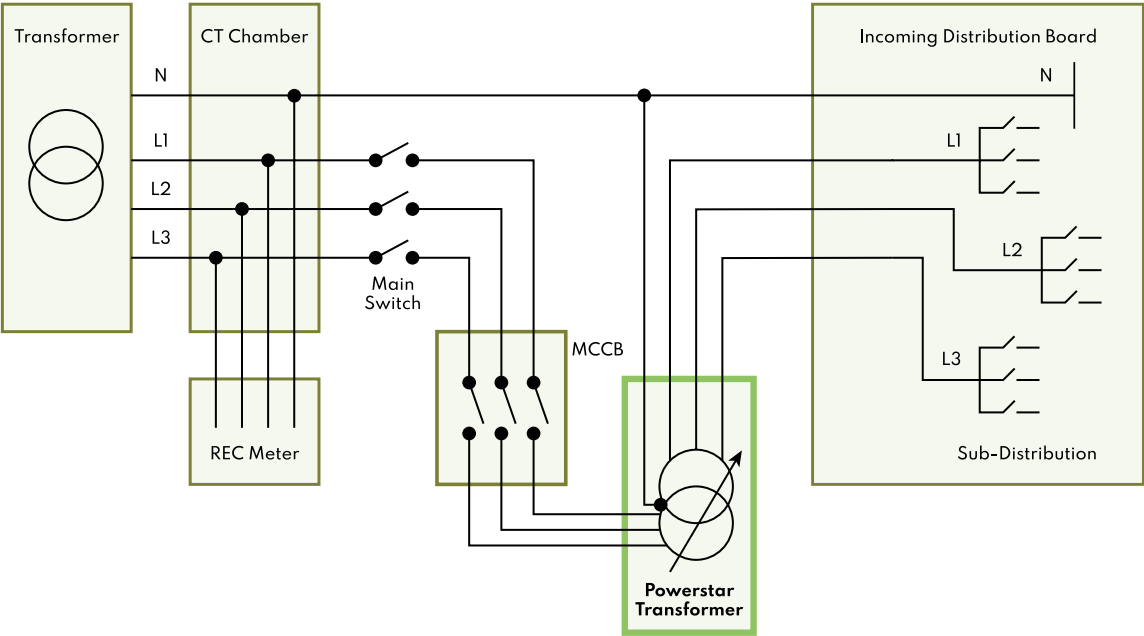 Transformer
CT Chamber
Incoming Distribution Board
N
N
L1
L1
L2
L2
L3
Main
Switch
MCCB
L3
REC Meter
Sub-Distribution
Powerstar
Transformer